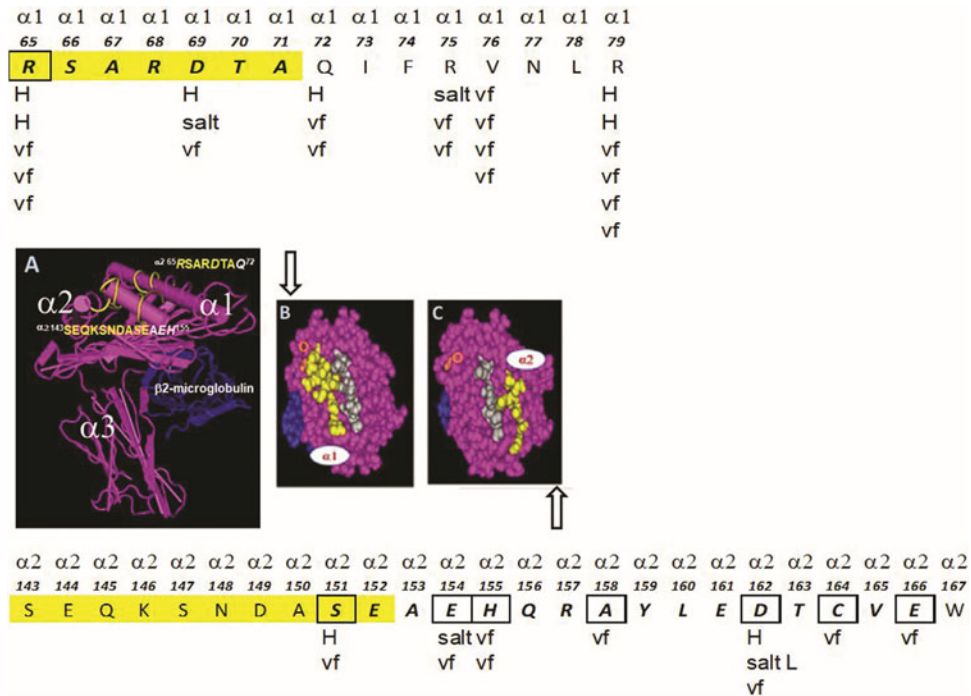 α1 α1 α1 α1 α1 α1 α1 α1 α1 α1 α1 α1 α1 α1 α1
65 66 67 68 69 70 71 72 73 74 75 76 77 78 79
R S A R D T A Q I F R V N L R
H H H salt vf H
H salt vf vf vf H
vf vf vf vf vf vf
vf vf vf
vf vf
vf
A
α2 65RSARDTAQ72
α2 α1
α2 143SEQKSNDASEAEH155
β2-microglobulin
α3
B
α1
C
α2
α2 α2 α2 α2 α2 α2 α2 α2 α2 α2 α2 α2 α2 α2 α2 α2 α2 α2 α2 α2 α2 α2 α2 α2 α2
143 144 145 146 147 148 149 150 151 152 153 154 155 156 157 158 159 160 161 162 163 164 165 166 167
S E Q K S N D A S E A E H Q R A Y L E D T C V E W
H salt vf vf H vf vf
vf vf vf salt L
vf